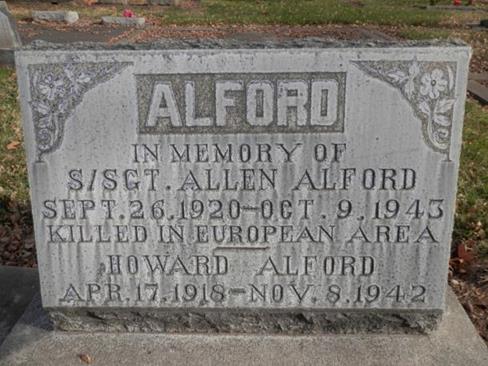 ALFORD
IN MEMORY OF
S/SGT. ALLEN ALFORD
SEPT. 26, 1920–OCT. 9, 1943
KILLED IN EUROPEAN AREA
HOWARD ALFORD
APR. 17, 1918–NOV. 8, 1942